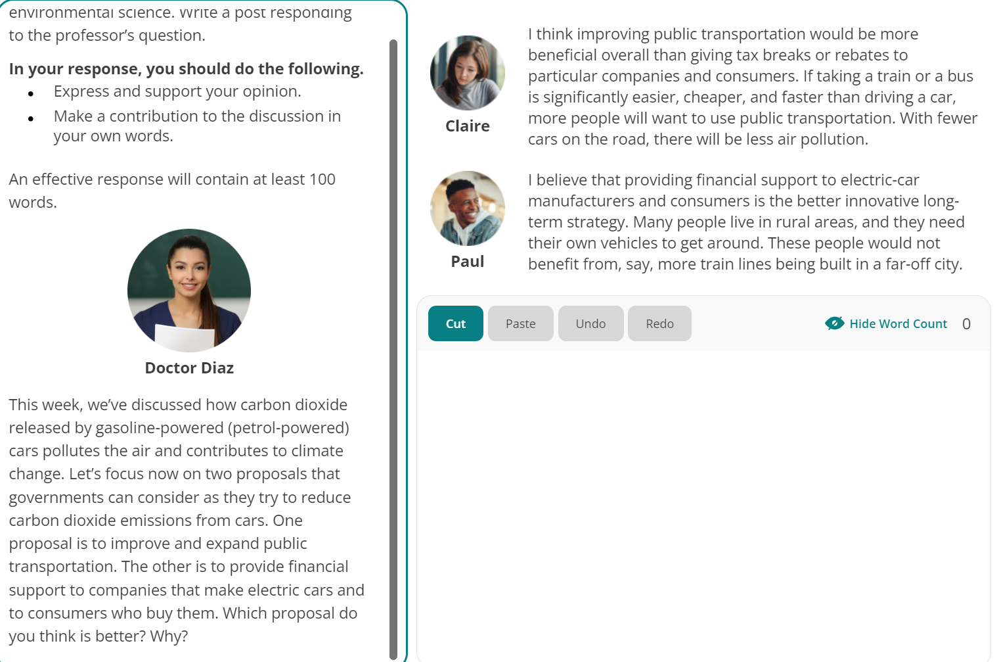 environmental science. Write a post responding
to the professor’s question.
In your response, you should do the following.
• Express and support your opinion.
• Make a contribution to the discussion in
your own words.
An effective response will contain at least 100
words.
Doctor Diaz
This week, we’ve discussed how carbon dioxide
released by gasoline-powered (petrol-powered)
cars pollutes the air and contributes to climate
change. Let’s focus now on two proposals that
governments can consider as they try to reduce
carbon dioxide emissions from cars. One
proposal is to improve and expand public
transportation. The other is to provide financial
support to companies that make electric cars and
to consumers who buy them. Which proposal do
you think is better? Why?
I think improving public transportation would be more
beneficial overall than giving tax breaks or rebates to
particular companies and consumers. If taking a train or a bus
is significantly easier, cheaper, and faster than driving a car,
more people will want to use public transportation. With fewer
cars on the road, there will be less air pollution.
Claire
I believe that providing financial support to electric-car
manufacturers and consumers is the better innovative long-
term strategy. Many people live in rural areas, and they need
their own vehicles to get around. These people would not
benefit from, say, more train lines being built in a far-off city.
Paul
Cut Paste Undo Redo Hide Word Count 0